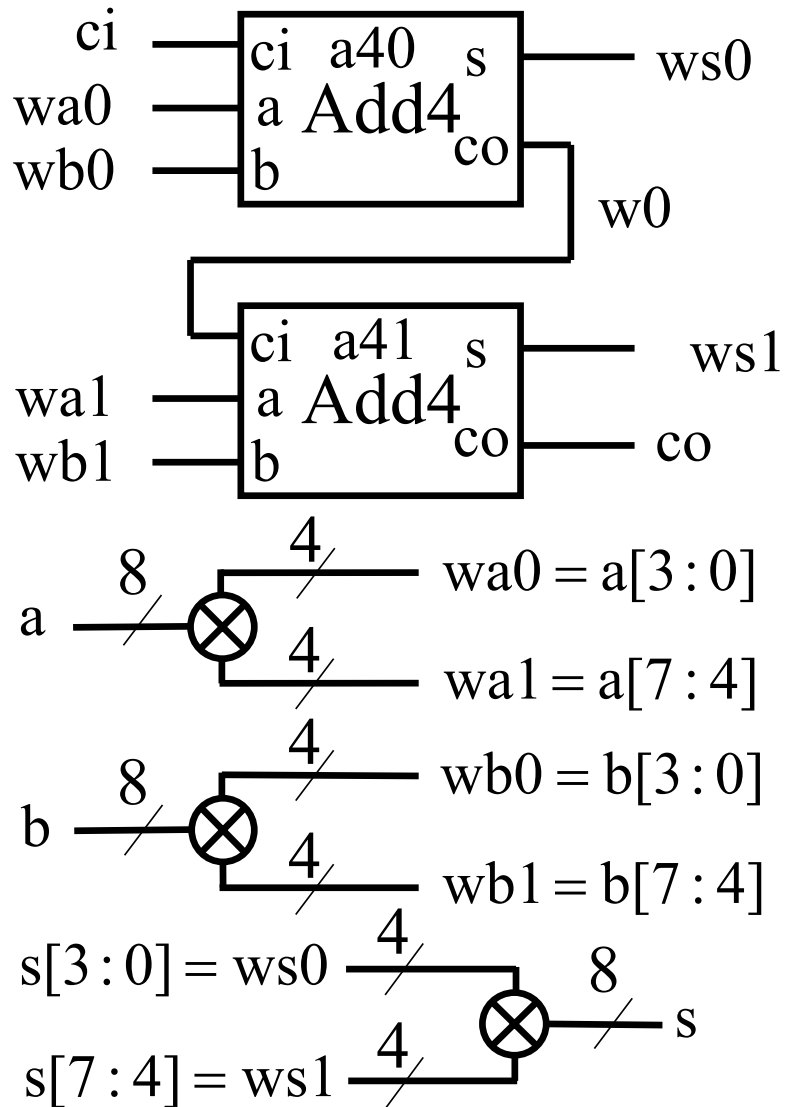 ci ci a40 s ws0
wa0 a Add4
wb0 b co
w0
ci a41 s ws1
wa1 a Add4
wb1 b co co
4
8 wa0 = a[3 : 0]
a
4
wa1 = a[7 : 4]
4
8 wb0 = b[3 : 0]
b
4
wb1 = b[7 : 4]
4
s[3 : 0] = ws0 8
s
4
s[7 : 4] = ws1